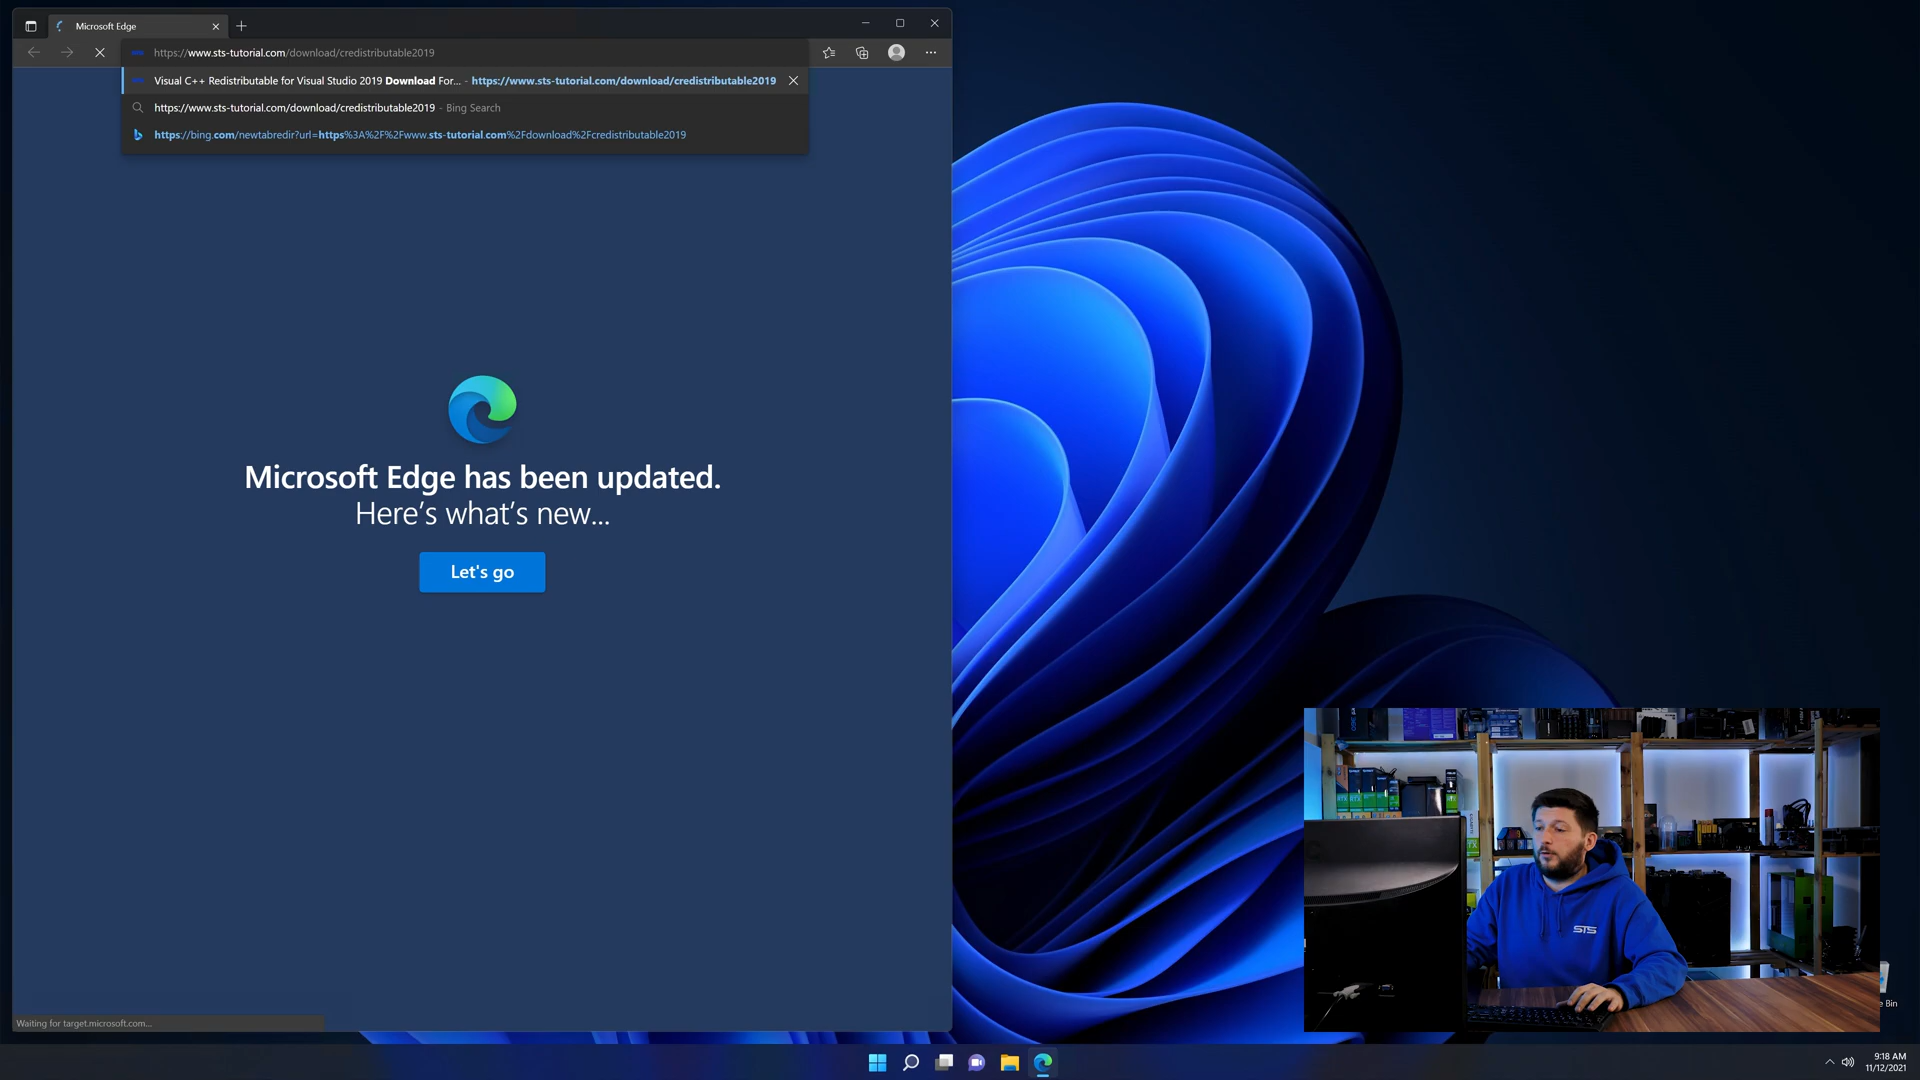 Microsoft Edge
https://www.sts-tutorial.com/download/credistributable2019
Visual C++ Redistributable for Visual Studio 2019 Download For... - https://www.sts-tutorial.com/download/credistributable2019
https://www.sts-tutorial.com/download/credistributable2019 - Bing Search
https://bing.com/newtabredir?url=https%3A%2F%2Fwww.sts-tutorial.com%2Fdownload%2Fcredistributable2019
Microsoft Edge has been updated.
Here's what's new...
Let's go
STS
Bin
Waiting for target.microsoft.com...
9:18 AM
11/12/2021